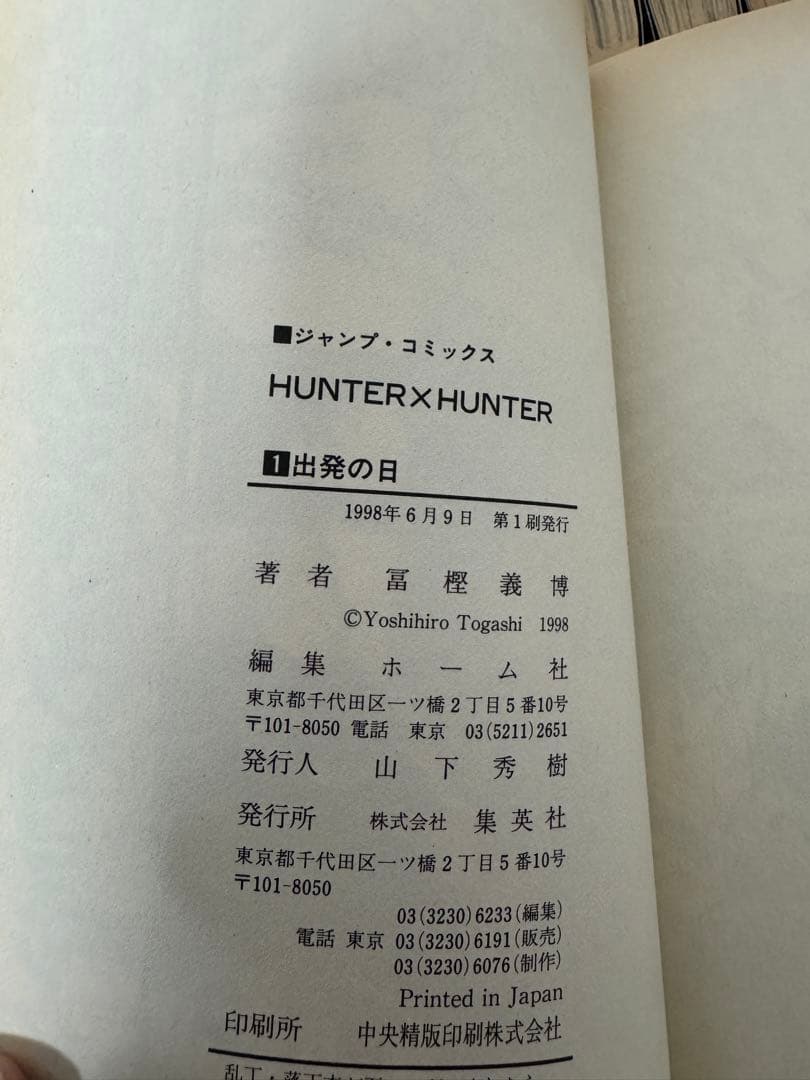 ■ジャンプ・コミックス
HUNTER×HUNTER
1出発の日
1998年6月9日 第1刷発行
著者 冨樫義博
©Yoshihiro Togashi 1998
編集 ホーム社
東京都千代田区一ツ橋2丁目5番10号
〒101-8050 電話 東京 03(5211)2651
発行人 山下秀樹
発行所 株式会社 集英社
東京都千代田区一ツ橋2丁目5番10号
〒101-8050
03(3230)6233(編集)
電話 東京 03(3230)6191(販売)
03(3230)6076(制作)
Printed in Japan
印刷所 中央精版印刷株式会社